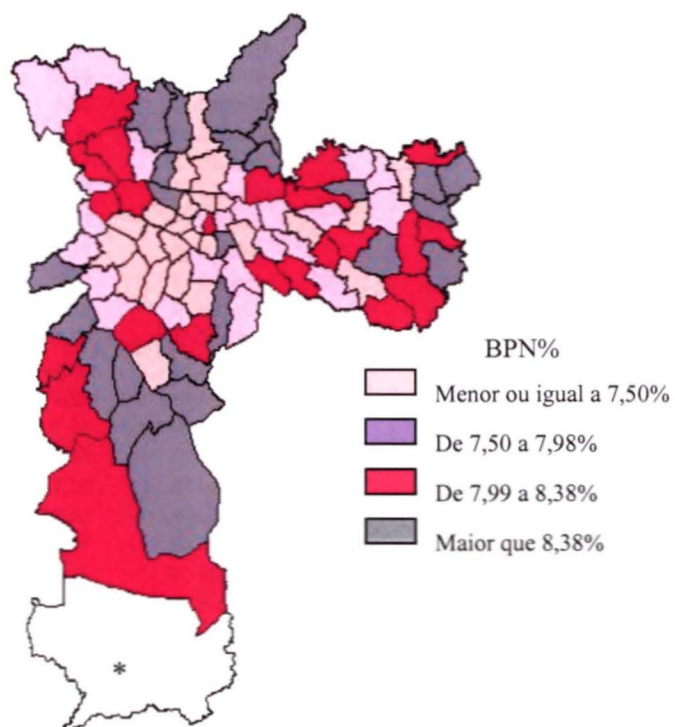 BPN%
Menor ou igual a 7,50%
De 7,50 a 7,98%
De 7,99 a 8,38%
Maior que 8,38%
*